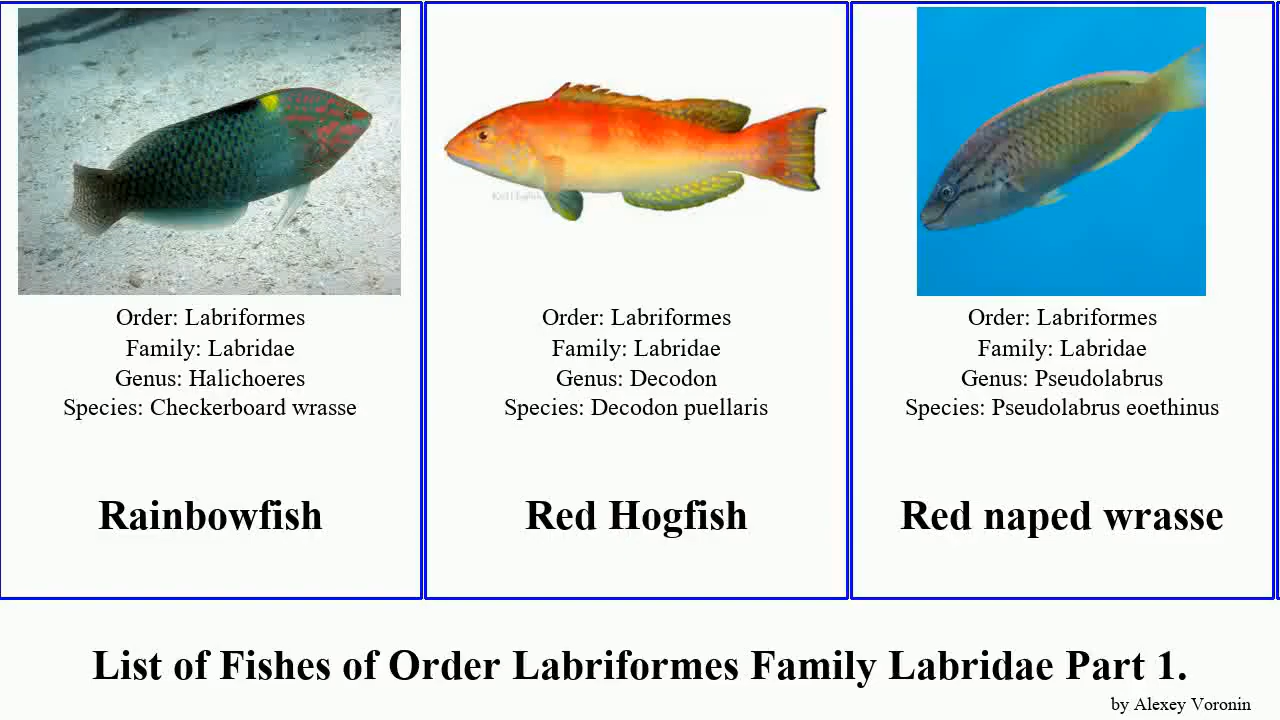 Order: Labriformes
Family: Labridae
Genus: Halichoeres
Species: Checkerboard wrasse
Rainbowfish
Order: Labriformes
Family: Labridae
Genus: Decodon
Species: Decodon puellaris
Red Hogfish
Order: Labriformes
Family: Labridae
Genus: Pseudolabrus
Species: Pseudolabrus eoethinus
Red naped wrasse
List of Fishes of Order Labriformes Family Labridae Part 1.
by Alexey Voronin